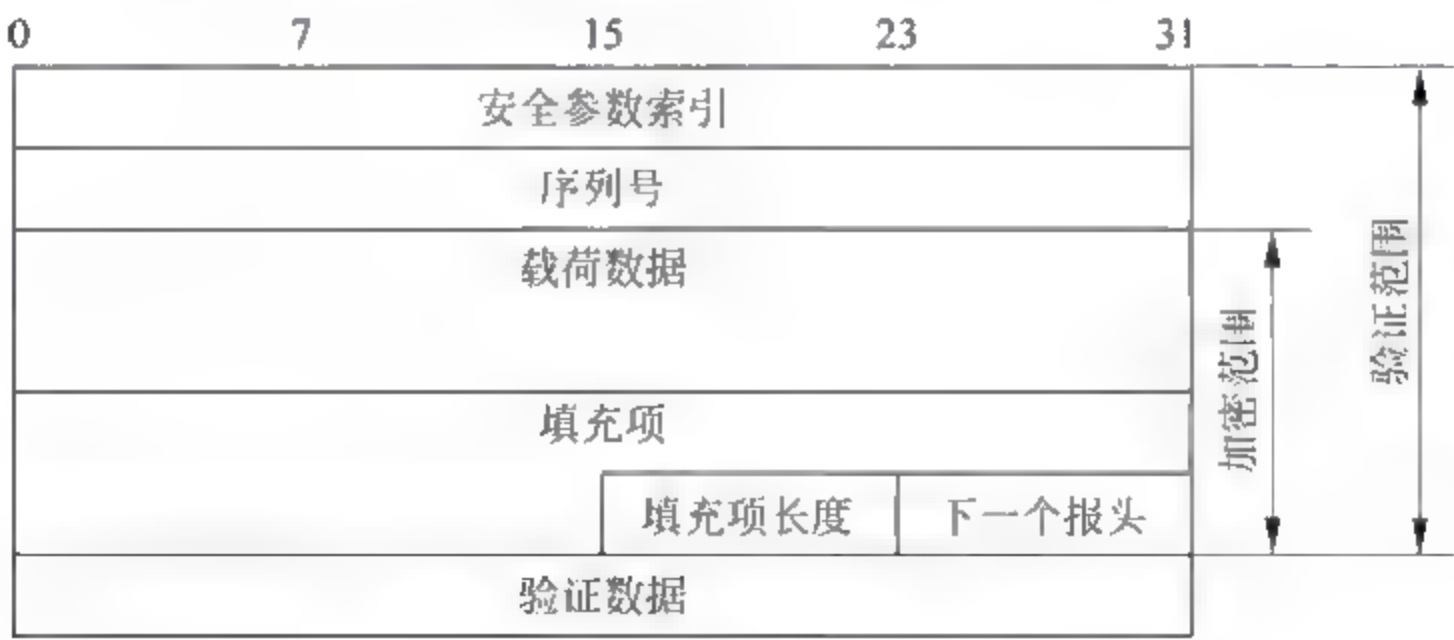 0 7 15 23 31
安全参数索引
序列号
载荷数据
填充项
填充项长度 下一个报头
验证数据
加密范围
验证范围